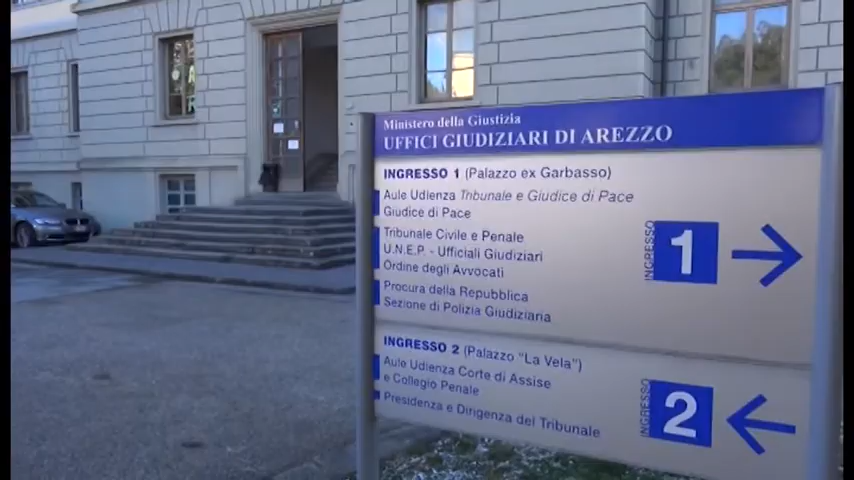 Ministero della Giustizia
UFFICI GIUDIZIARI DI AREZZO
INGRESSO 1 (Palazzo ex Garbasso)
Aule Udienza Tribunale e Giudice di Pace
Giudice di Pace
Tribunale Civile e Penale
U.N.E.P. - Ufficiali Giudiziari
Ordine degli Avvocati
Procura della Repubblica
Sezione di Polizia Giudiziaria
INGRESSO
1
INGRESSO 2 (Palazzo "La Vela")
Aule Udienza Corte di Assise
e Collegio Penale
Presidenza e Dirigenza del Tribunale
INGRESSO
2